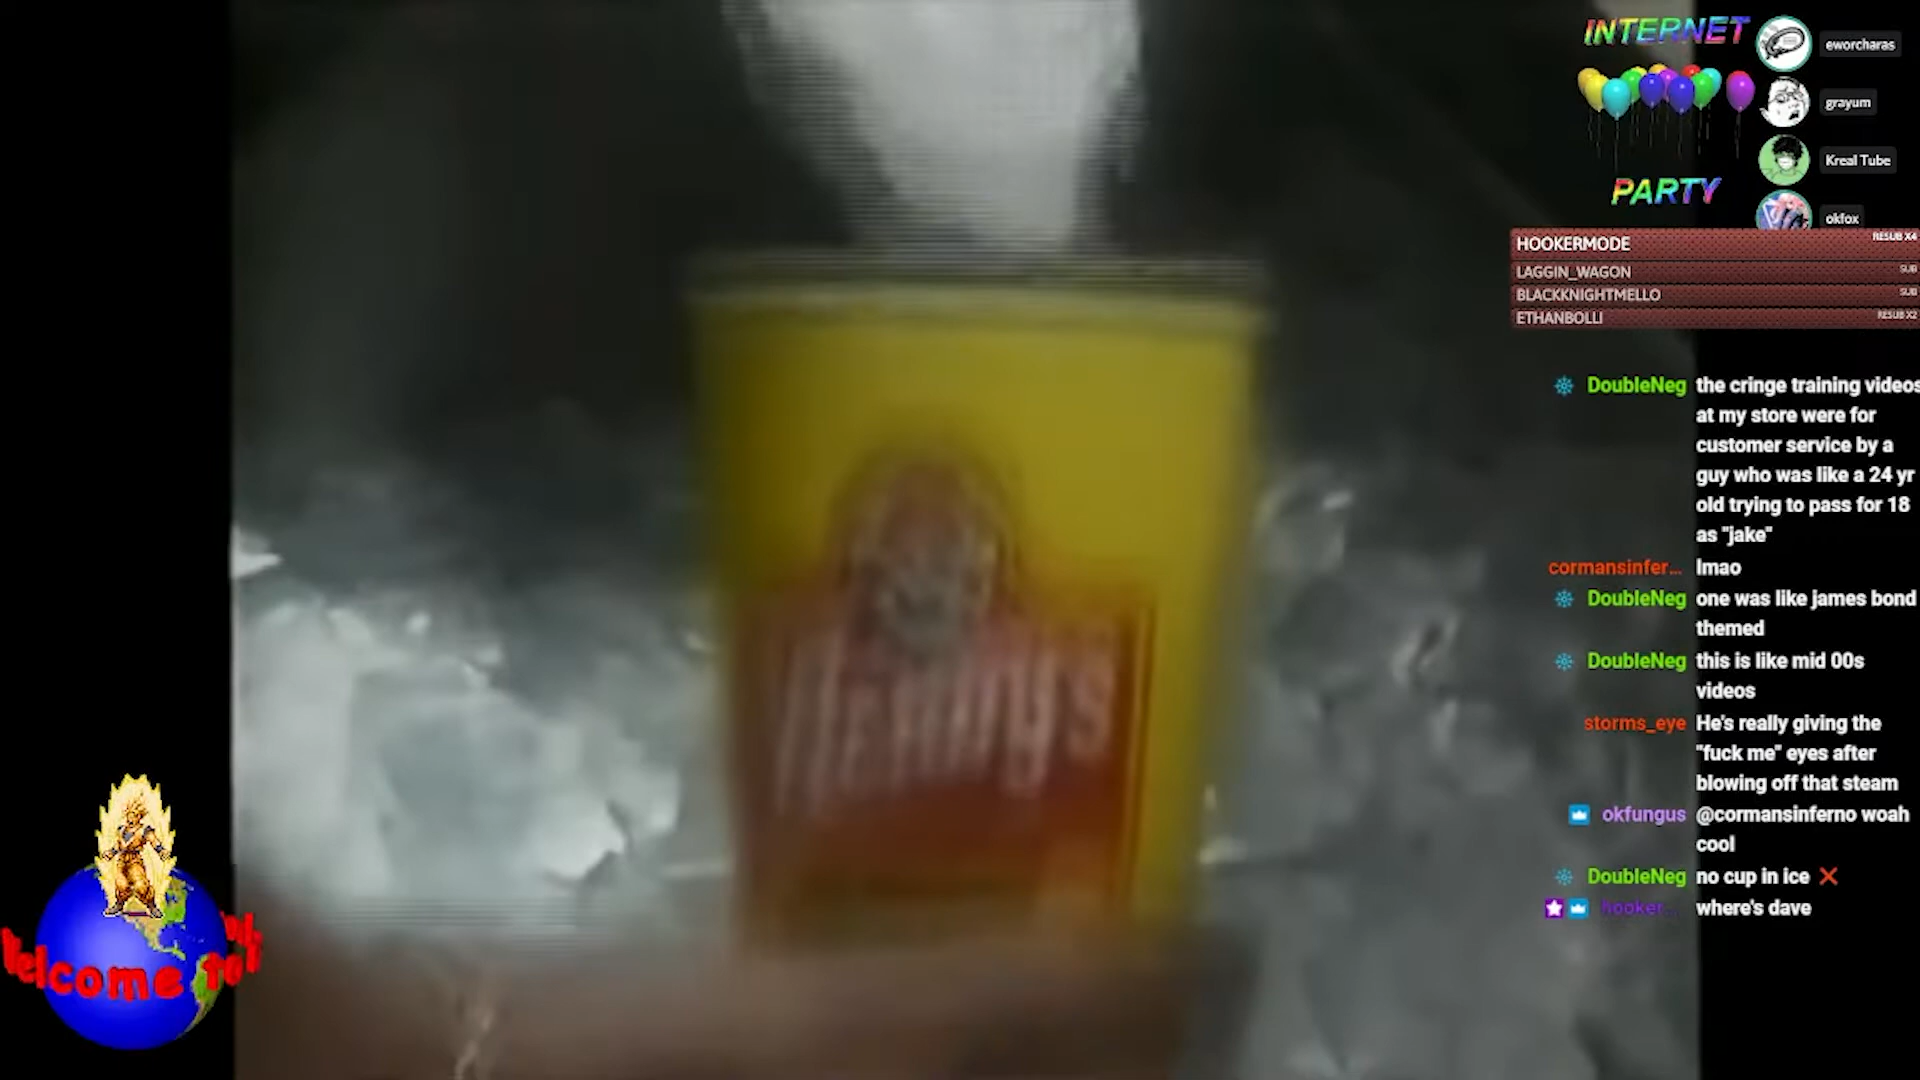 INTERNET
PARTY
eworcharas
grayum
Kreal Tube
okfox
HOOKERMODE RESUB X4
LAGGIN_WAGON SUB
BLACKKNIGHTMELLO SUB
ETHANBOLLI RESUB X2
DoubleNeg the cringe training videos
at my store were for
customer service by a
guy who was like a 24 yr
old trying to pass for 18
as "jake"
cormansinfer... lmao
DoubleNeg one was like james bond
themed
DoubleNeg this is like mid 00s
videos
storms_eye He's really giving the
"fuck me" eyes after
blowing off that steam
okfungus @cormansinferno woah
cool
DoubleNeg no cup in ice ❌
hooker... where's dave
Wendy's
Welcome to